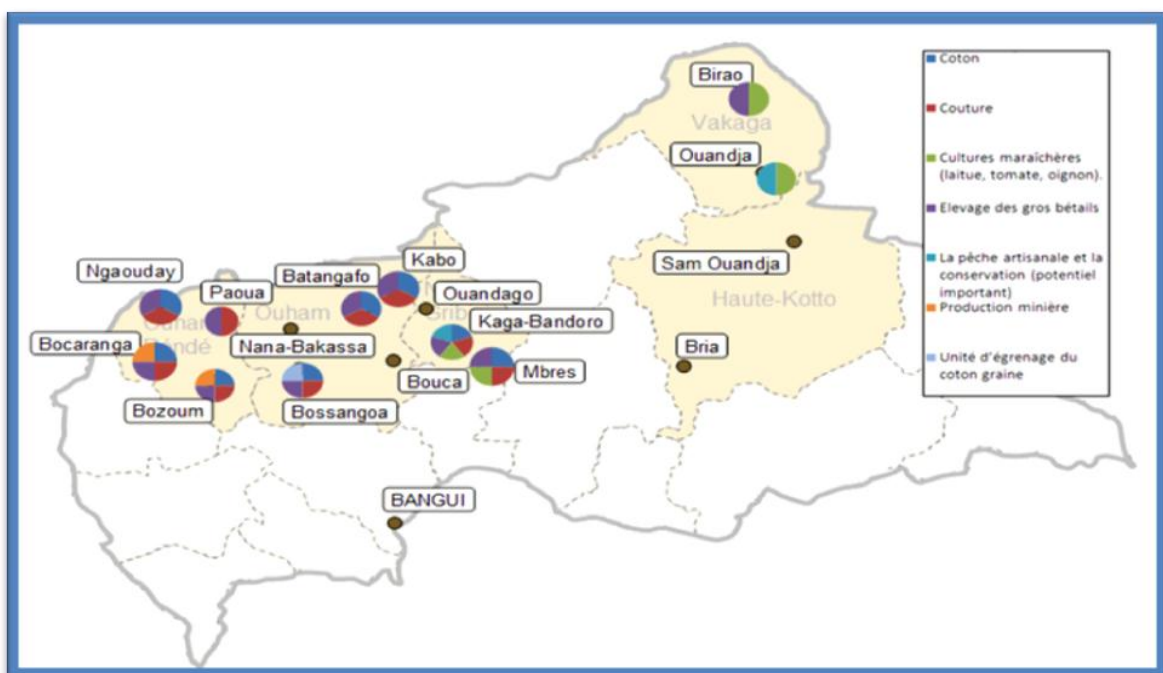 Birao
Vakaga
Ouandja
Sam Ouandja
Haute-Kotto
Bria
Kabo
Batangafo
Ngaouday
Paoua
Ouham
Ouandago
Kaga-Bandoro
Bocaranga
Nana-Bakassa
Bouca
Mbres
Bozoum
Bossangoa
BANGUI
Coton
Couture
Cultures maraîchères
(laitue, tomate, oignon).
Elevage des gros bétails
La pêche artisanale et la
conservation (potentiel
important)
Production minière
Unité d'égrenage du
coton graine